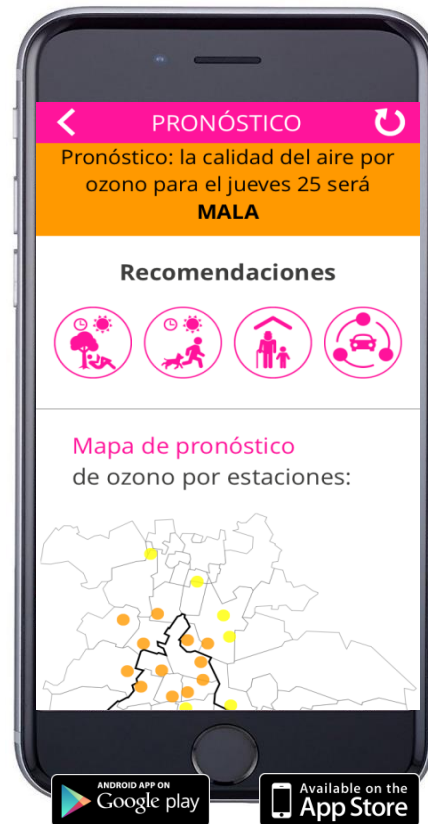 PRONÓSTICO
Pronóstico: la calidad del aire por
ozono para el jueves 25 será
MALA
Recomendaciones
Mapa de pronóstico
de ozono por estaciones:
ANDROID APP ON
Google play
Available on the
App Store